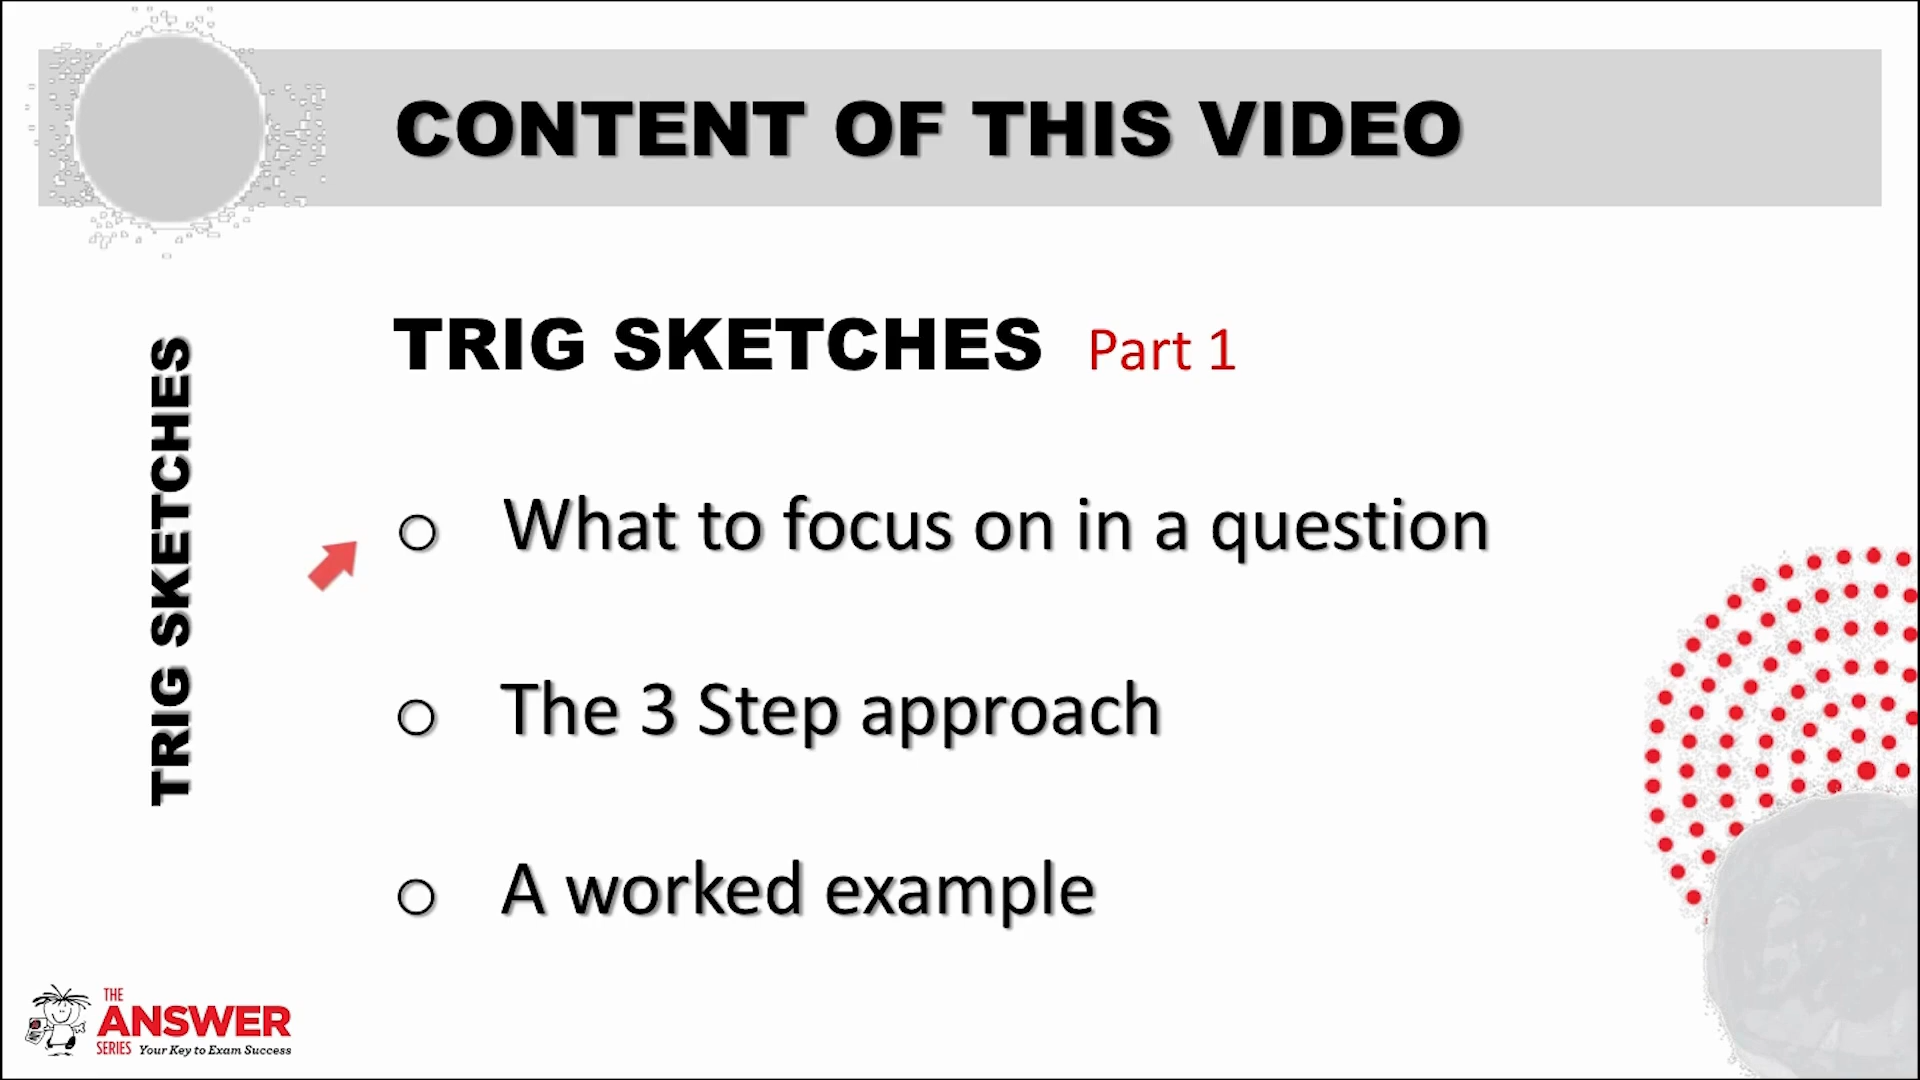 CONTENT OF THIS VIDEO
TRIG SKETCHES Part 1
TRIG SKETCHES
o What to focus on in a question
o The 3 Step approach
o A worked example
THE
ANSWER
SERIES Your Key to Exam Success